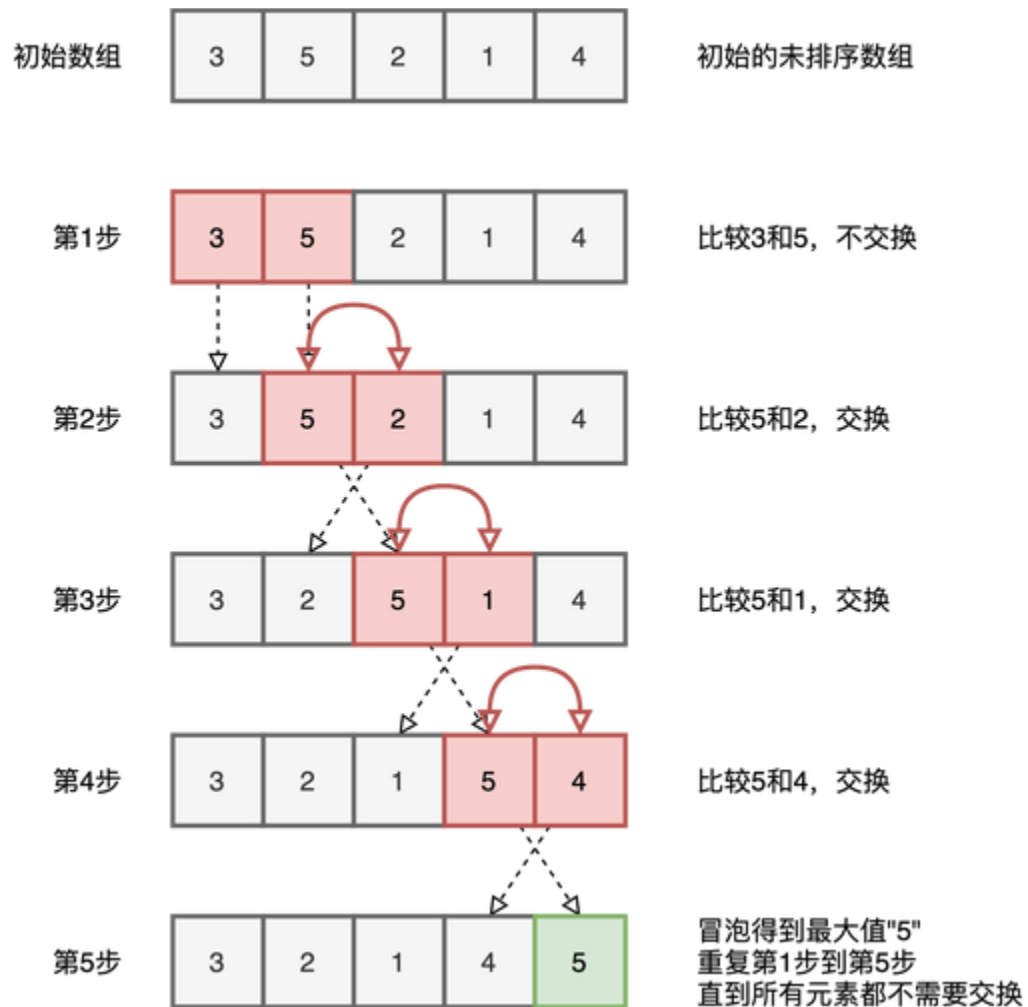 初始数组 3 5 2 1 4 初始的未排序数组
第1步 3 5 2 1 4 比较3和5，不交换
第2步 3 5 2 1 4 比较5和2，交换
第3步 3 2 5 1 4 比较5和1，交换
第4步 3 2 1 5 4 比较5和4，交换
第5步 3 2 1 4 5 冒泡得到最大值"5"
重复第1步到第5步
直到所有元素都不需要交换